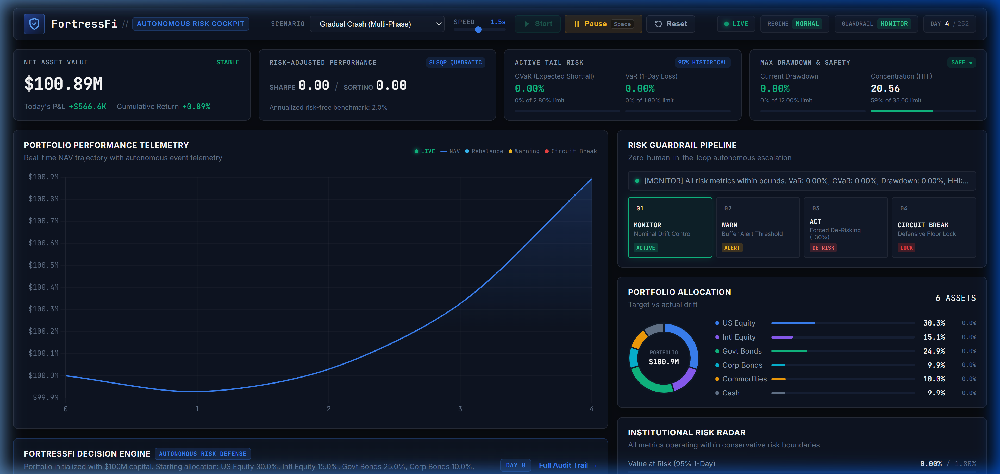 FortressFi // AUTONOMOUS RISK COCKPIT
SCENARIO Gradual Crash (Multi-Phase)
SPEED 1.5s
Start
Pause Space
Reset
LIVE
REGIME NORMAL
GUARDRAIL MONITOR
DAY 4 / 252
NET ASSET VALUE STABLE
$100.89M
Today's P&L +$566.6K Cumulative Return +0.89%
RISK-ADJUSTED PERFORMANCE SLSQP QUADRATIC
SHARPE 0.00 / SORTINO 0.00
Annualized risk-free benchmark: 2.0%
ACTIVE TAIL RISK 95% HISTORICAL
CVaR (Expected Shortfall) VaR (1-Day Loss)
0.00% 0.00%
0% of 2.80% limit 0% of 1.80% limit
MAX DRAWDOWN & SAFETY SAFE
Current Drawdown Concentration (HHI)
0.00% 20.56
0% of 12.00% limit 59% of 35.00 limit
PORTFOLIO PERFORMANCE TELEMETRY
Real-time NAV trajectory with autonomous event telemetry
LIVE NAV Rebalance Warning Circuit Break
$100.9M
$100.8M
$100.7M
$100.6M
$100.5M
$100.4M
$100.3M
$100.2M
$100.1M
$100.0M
$99.9M
0 1 2 3 4
RISK GUARDRAIL PIPELINE
Zero-human-in-the-loop autonomous escalation
[MONITOR] All risk metrics within bounds. VaR: 0.00%, CVaR: 0.00%, Drawdown: 0.00%, HHI:...
01
MONITOR
Nominal Drift Control
ACTIVE
02
WARN
Buffer Alert Threshold
ALERT
03
ACT
Forced De-Risking
(-30%)
DE-RISK
04
CIRCUIT BREAK
Defensive Floor Lock
LOCK
PORTFOLIO ALLOCATION
Target vs actual drift
6 ASSETS
PORTFOLIO
$100.9M
US Equity 30.3% 0.0%
Intl Equity 15.1% 0.0%
Govt Bonds 24.9% 0.0%
Corp Bonds 9.9% 0.0%
Commodities 10.0% 0.0%
Cash 9.9% 0.0%
FORTRESSFI DECISION ENGINE AUTONOMOUS RISK DEFENSE
Portfolio initialized with $100M capital. Starting allocation: US Equity 30.0%, Intl Equity 15.0%, Govt Bonds 25.0%, Corp Bonds 10.0%,
DAY 0 Full Audit Trail →
INSTITUTIONAL RISK RADAR
All metrics operating within conservative risk boundaries.
Value at Risk (95% 1-Day) 0.00% / 1.80%